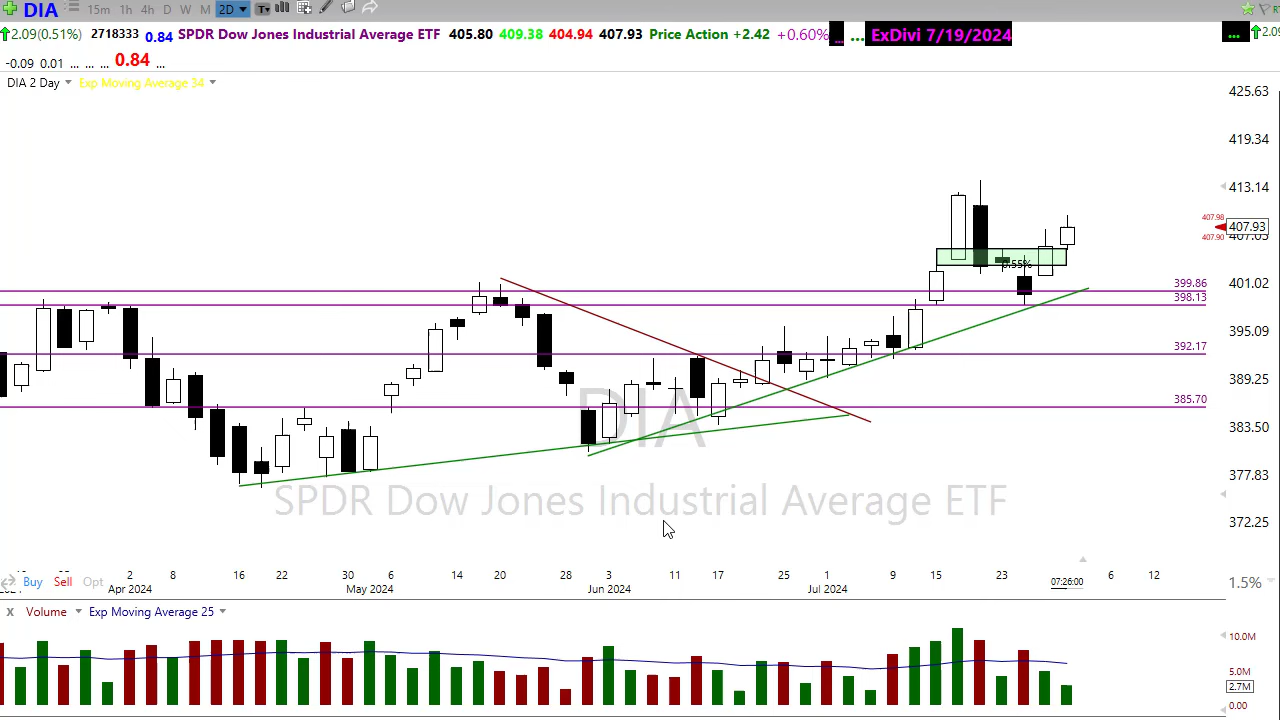 DIA 15m 1h 4h D W M 2D
2.09(0.51%) 2718333 0.84 SPDR Dow Jones Industrial Average ETF 405.80 409.38 404.94 407.93 Price Action +2.42 +0.60% ... ... ExDivi 7/19/2024 ...
-0.09 0.01 ... ... ... 0.84 ...
DIA 2 Day Exp Moving Average 34
425.63
419.34
413.14
407.98
407.93
407.90
0.55%
399.86
401.02
398.13
395.09
392.17
389.25
385.70
DIA
383.50
377.83
SPDR Dow Jones Industrial Average ETF
372.25
2 8 16 22 30 6 14 20 28 3 11 17 25 1 9 15 23 6 12
Buy Sell Opt
07:26:00
1.5%
Apr 2024 May 2024 Jun 2024 Jul 2024
X Volume Exp Moving Average 25
10.0M
5.0M
2.7M
0.00